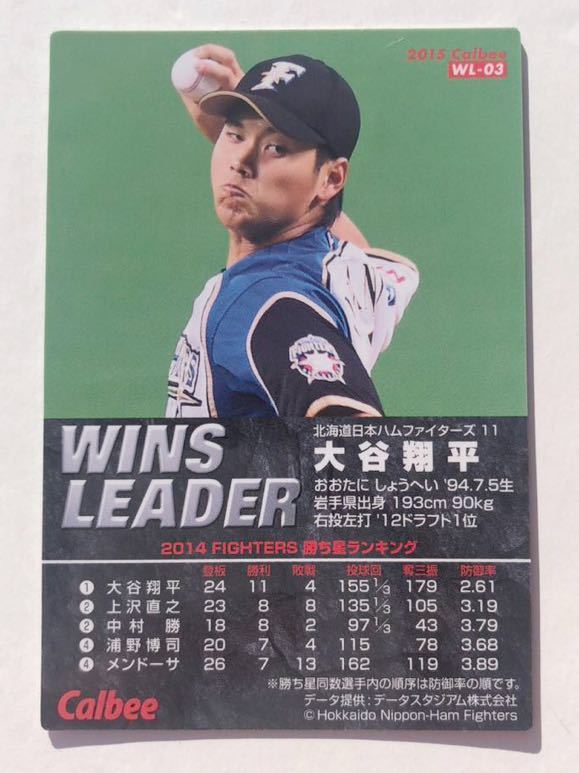 2015 Calbee
WL-03
F
FIGHTERS
WINS
LEADER
北海道日本ハムファイターズ 11
大谷翔平
おおたに しょうへい '94.7.5生
岩手県出身 193cm 90kg
右投左打 '12ドラフト1位
2014 FIGHTERS 勝ち星ランキング
登板 勝利 敗戦 投球回 奪三振 防御率
① 大谷翔平 24 11 4 155 1/3 179 2.61
② 上沢直之 23 8 8 135 1/3 105 3.19
③ 中村 勝 18 8 2 97 1/3 43 3.79
④ 浦野博司 20 7 4 115 78 3.68
④ メンドーサ 26 7 13 162 119 3.89
※勝ち星同数選手内の順序は防御率の順です。
データ提供:データスタジアム株式会社
© Hokkaido Nippon-Ham Fighters
Calbee